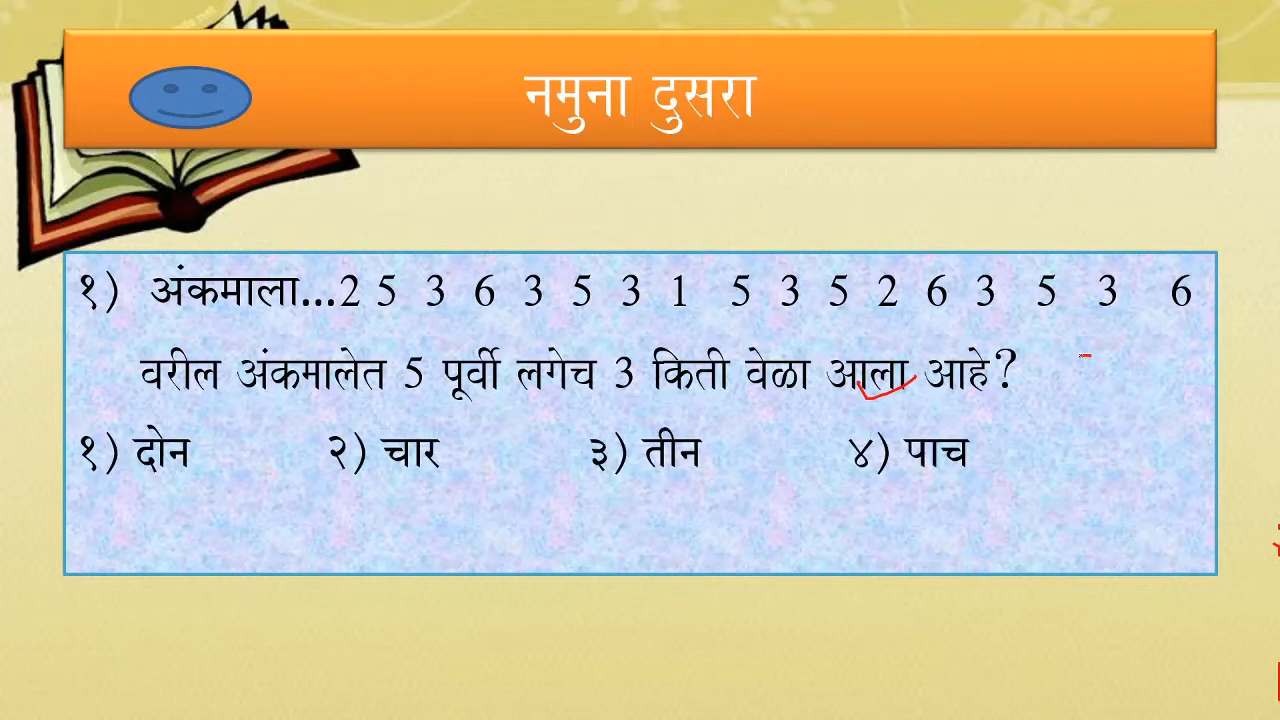 नमुना दुसरा
१) अंकमाला...2 5 3 6 3 5 3 1 5 3 5 2 6 3 5 3 6
वरील अंकमालेत 5 पूर्वी लगेच 3 किती वेळा आला आहे?
१) दोन २) चार ३) तीन ४) पाच